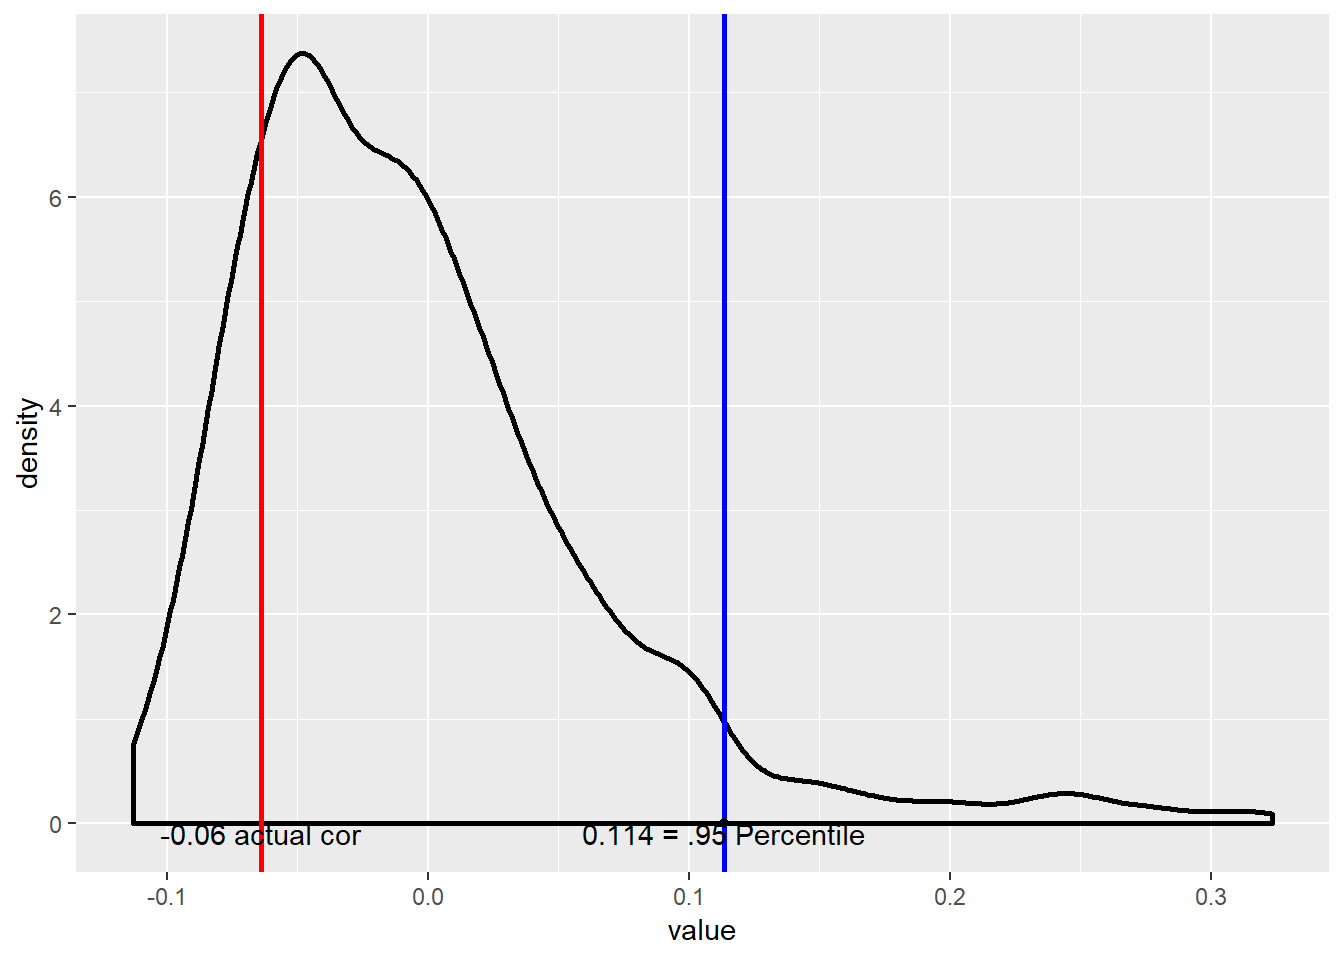 density
6
4
2
0
-0.06 actual cor
0.114 = .95 Percentile
-0.1
0.0
0.1
0.2
0.3
value